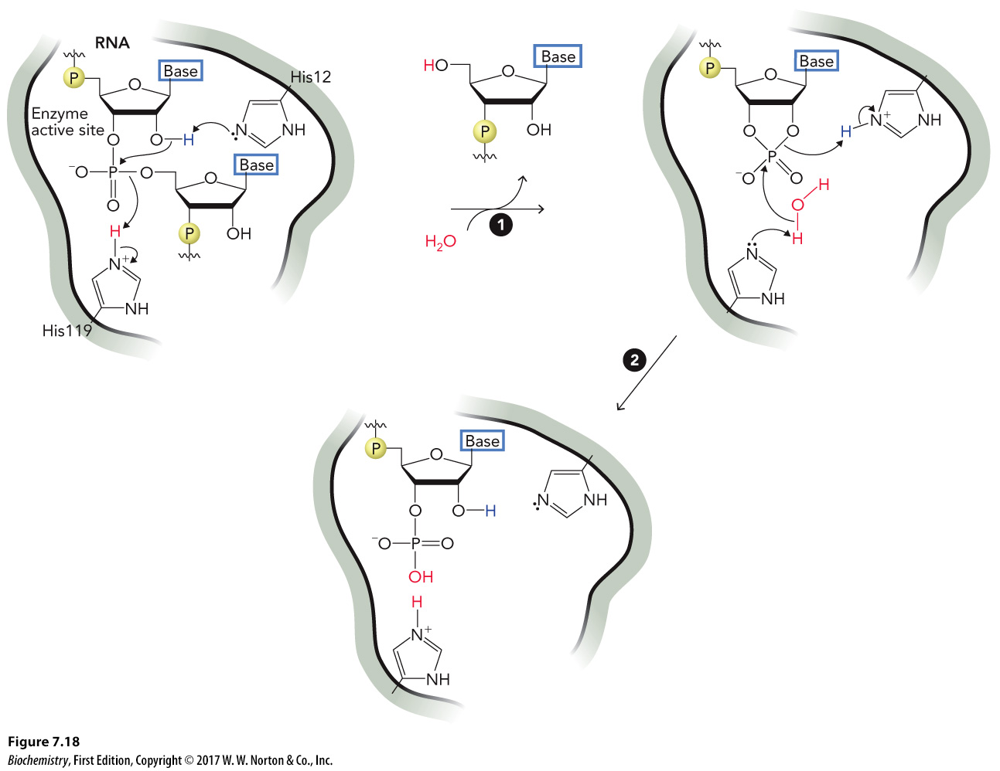 RNA
P
O
Base
His12
Enzyme
active site
O
O–H
:N
NH
⁻O–P–O
O
Base
O
P
OH
H
N⁺
NH
His119
HO
O
Base
P
OH
H₂O
1
P
O
Base
O
O
P
⁻O
O
H
N⁺
NH
H
O
H
N
NH
2
P
O
Base
O
O–H
:N
NH
⁻O–P=O
OH
H
N⁺
NH
Figure 7.18
Biochemistry, First Edition, Copyright © 2017 W. W. Norton & Co., Inc.